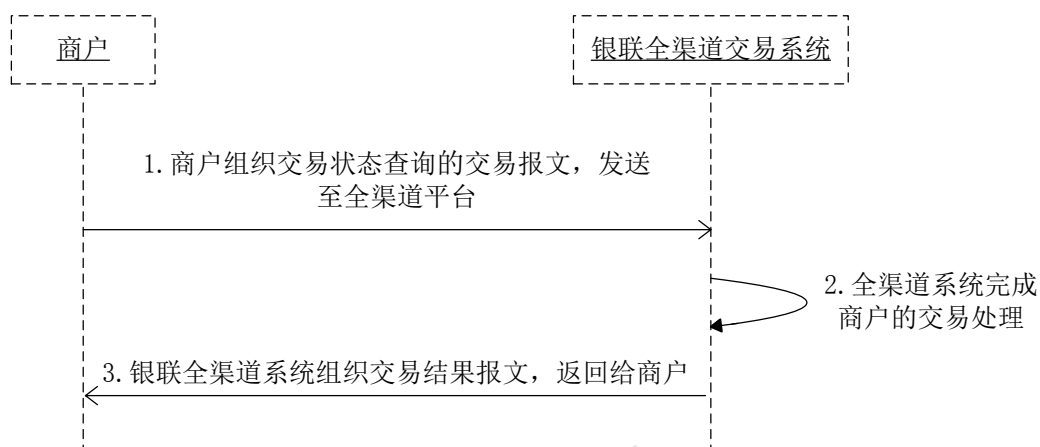 商户
银联全渠道交易系统
1.商户组织交易状态查询的交易报文，发送
至全渠道平台
2.全渠道系统完成
商户的交易处理
3.银联全渠道系统组织交易结果报文，返回给商户